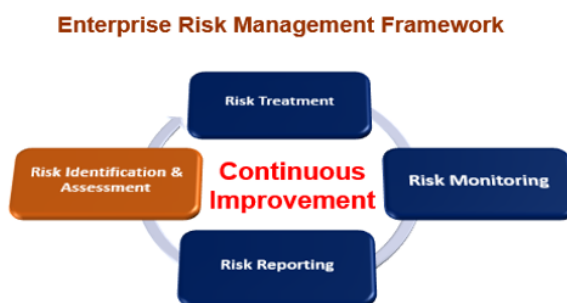 Enterprise Risk Management Framework
Risk Treatment
Risk Identification &
Assessment
Continuous
Improvement
Risk Monitoring
Risk Reporting